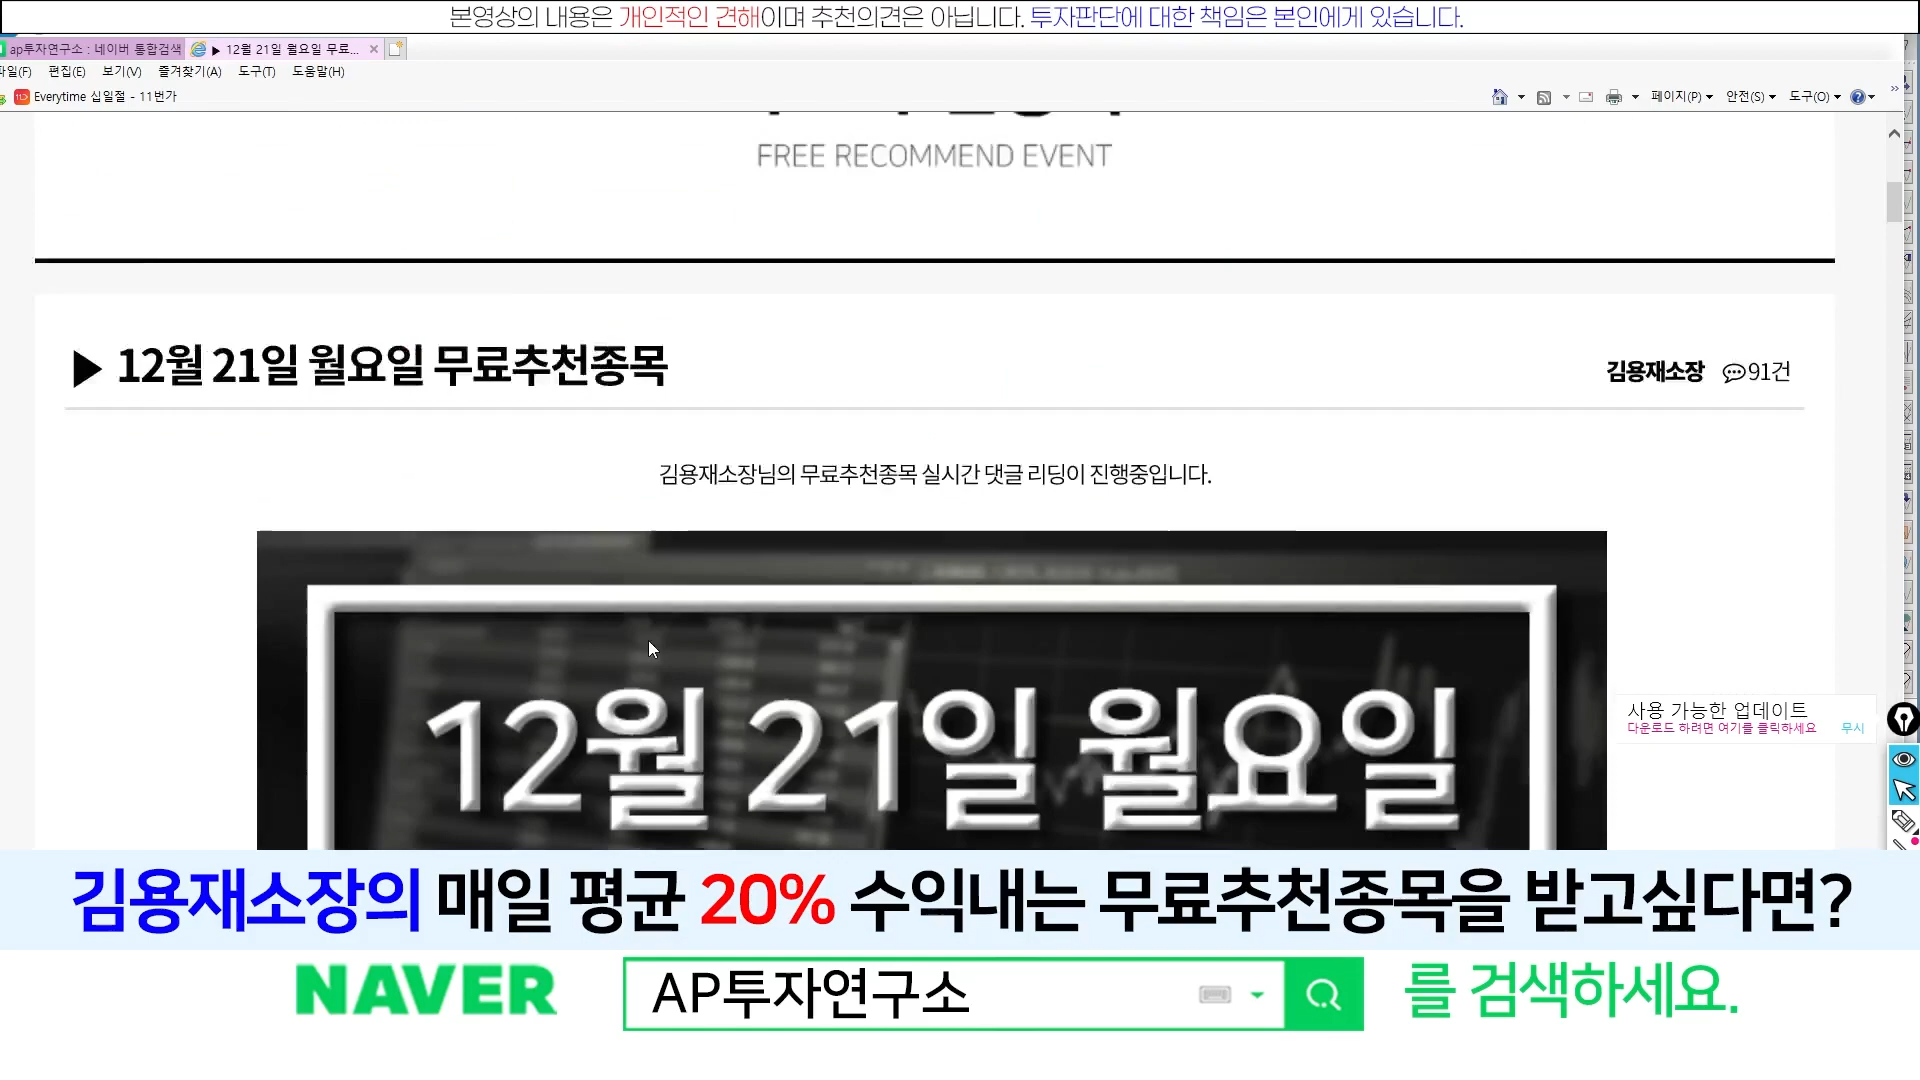 본영상의 내용은 개인적인 견해이며 추천의견은 아닙니다. 투자판단에 대한 책임은 본인에게 있습니다.
ap투자연구소 : 네이버 통합검색
▶ 12월 21일 월요일 무료...
파일(F) 편집(E) 보기(V) 즐겨찾기(A) 도구(T) 도움말(H)
Everytime 십일절 - 11번가
페이지(P) 안전(S) 도구(O)
FREE RECOMMEND EVENT
▶ 12월 21일 월요일 무료추천종목
김용재소장 91건
김용재소장님의 무료추천종목 실시간 댓글 리딩이 진행중입니다.
12월 21일 월요일
사용 가능한 업데이트
다운로드 하려면 여기를 클릭하세요 무시
김용재소장의 매일 평균 20% 수익내는 무료추천종목을 받고싶다면?
NAVER AP투자연구소 를 검색하세요.